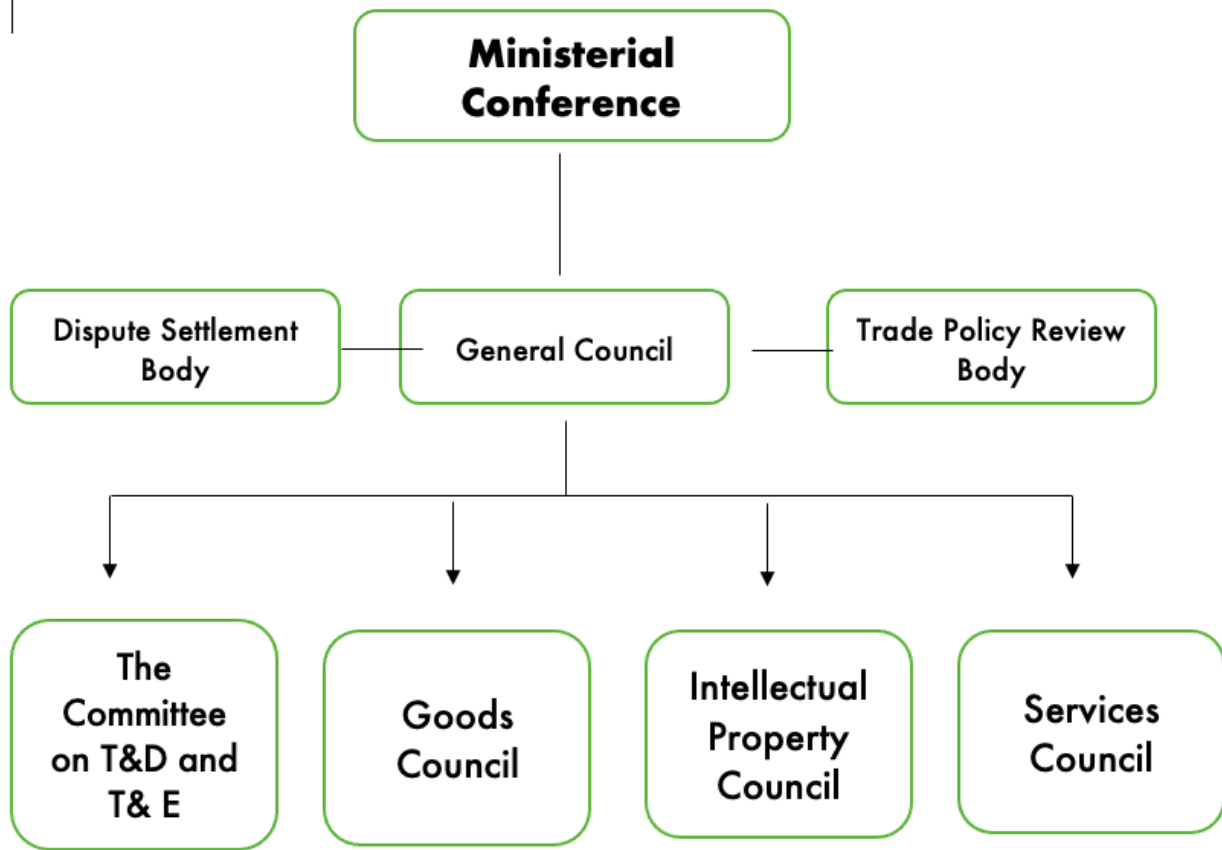 Ministerial
Conference
Dispute Settlement
Body
General Council
Trade Policy Review
Body
The
Committee
on T&D and
T& E
Goods
Council
Intellectual
Property
Council
Services
Council